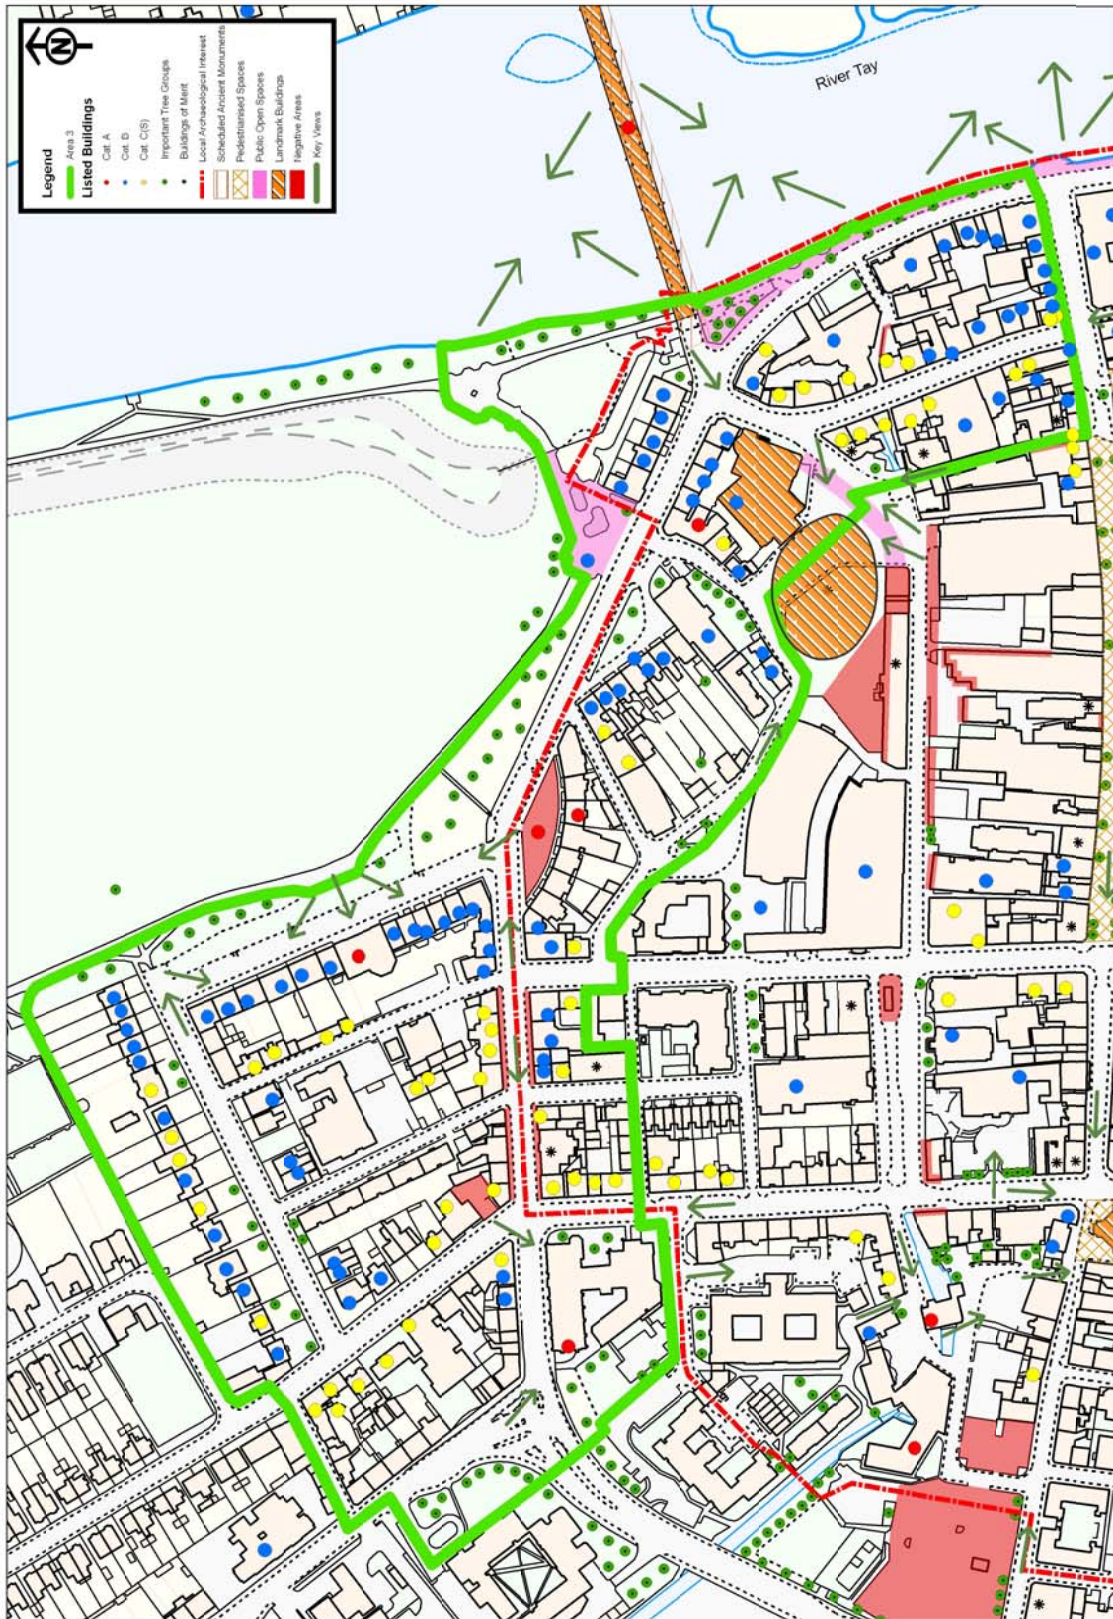 N
Legend
Area 3
Listed Buildings
Cat. A
Cat. B
Cat. C(S)
Important Tree Groups
Buildings of Merit
Local Archaeological Interest
Scheduled Ancient Monuments
Pedestrianised Spaces
Public Open Spaces
Landmark Buildings
Negative Areas
Key Views
River Tay